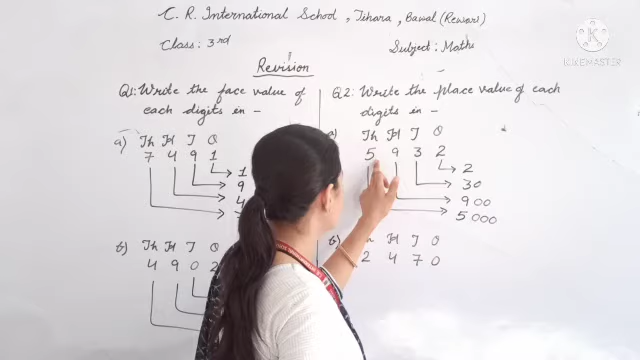 C. R. International School, Tihara, Bawal (Rewari)
Class: 3rd
Subject: Maths
Revision
Q1: Write the face value of
each digits in -
a) Th H T O
7 4 9 1
1
9
4
b) Th H T O
4 9 0 2
Q2: Write the place value of each
digits in -
a) Th H T O
5 9 3 2
2
30
900
5000
b) Th H T O
2 4 7 0
KINEMASTER